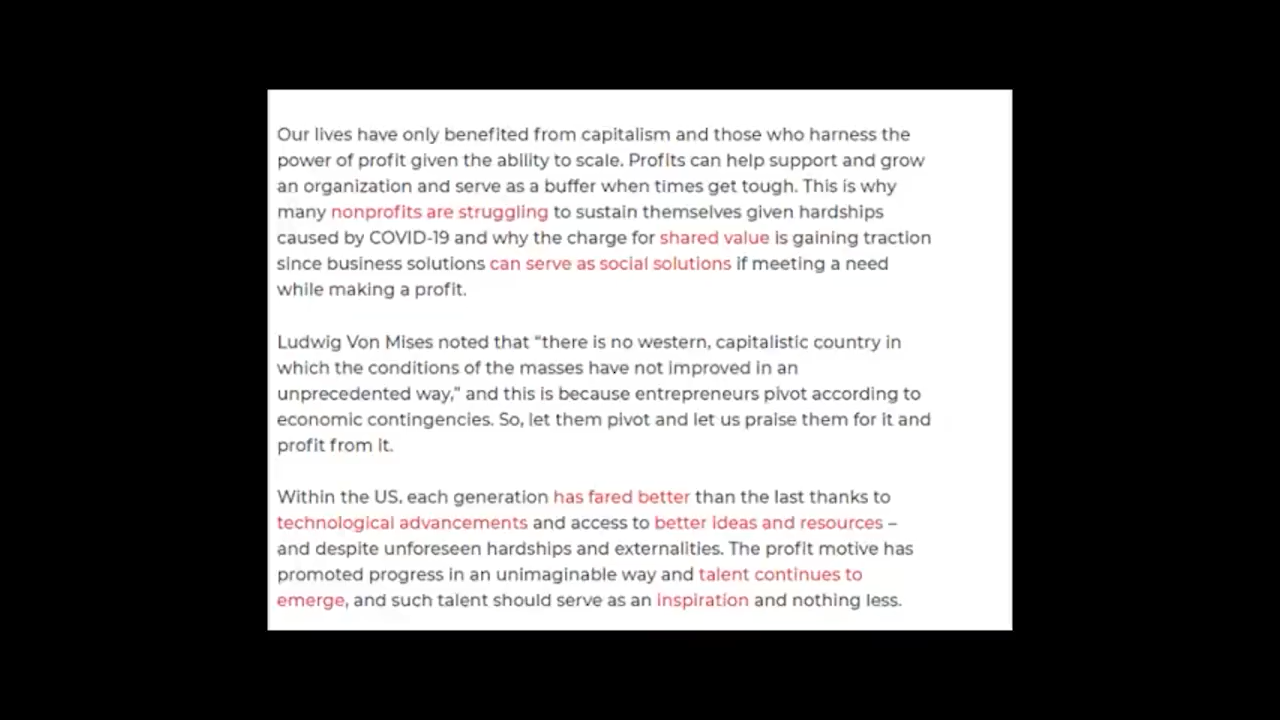 Our lives have only benefited from capitalism and those who harness the
power of profit given the ability to scale. Profits can help support and grow
an organization and serve as a buffer when times get tough. This is why
many nonprofits are struggling to sustain themselves given hardships
caused by COVID-19 and why the charge for shared value is gaining traction
since business solutions can serve as social solutions if meeting a need
while making a profit.
Ludwig Von Mises noted that “there is no western, capitalistic country in
which the conditions of the masses have not improved in an
unprecedented way,” and this is because entrepreneurs pivot according to
economic contingencies. So, let them pivot and let us praise them for it and
profit from it.
Within the US, each generation has fared better than the last thanks to
technological advancements and access to better ideas and resources –
and despite unforeseen hardships and externalities. The profit motive has
promoted progress in an unimaginable way and talent continues to
emerge, and such talent should serve as an inspiration and nothing less.